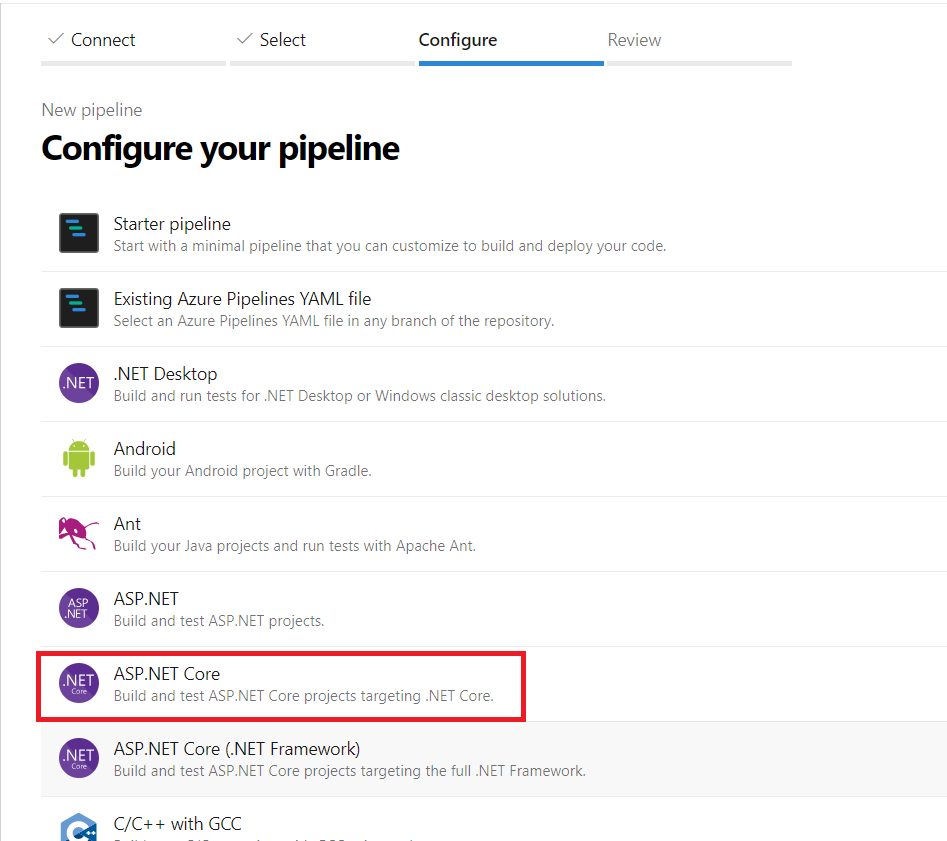 Connect Select Configure Review
New pipeline
Configure your pipeline
Starter pipeline
Start with a minimal pipeline that you can customize to build and deploy your code.
Existing Azure Pipelines YAML file
Select an Azure Pipelines YAML file in any branch of the repository.
.NET
.NET Desktop
Build and run tests for .NET Desktop or Windows classic desktop solutions.
Android
Build your Android project with Gradle.
Ant
Build your Java projects and run tests with Apache Ant.
ASP
.NET
ASP.NET
Build and test ASP.NET projects.
.NET
Core
ASP.NET Core
Build and test ASP.NET Core projects targeting .NET Core.
.NET
Core
ASP.NET Core (.NET Framework)
Build and test ASP.NET Core projects targeting the full .NET Framework.
C/C++ with GCC